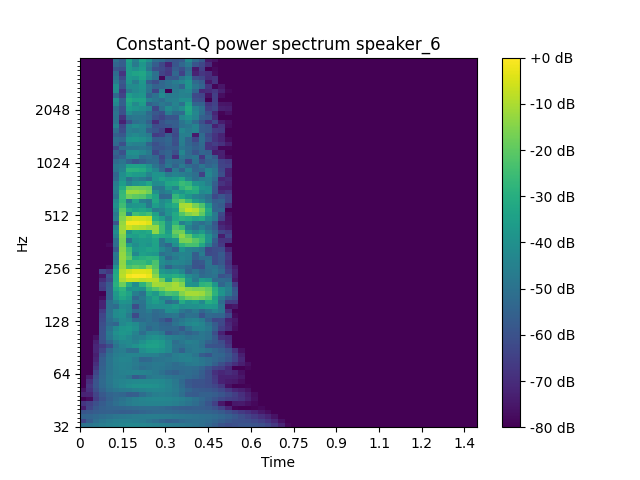 Constant-Q power spectrum speaker_6
Hz
2048
1024
512
256
128
64
32
0 0.15 0.3 0.45 0.6 0.75 0.9 1.1 1.2 1.4
Time
+0 dB
-10 dB
-20 dB
-30 dB
-40 dB
-50 dB
-60 dB
-70 dB
-80 dB